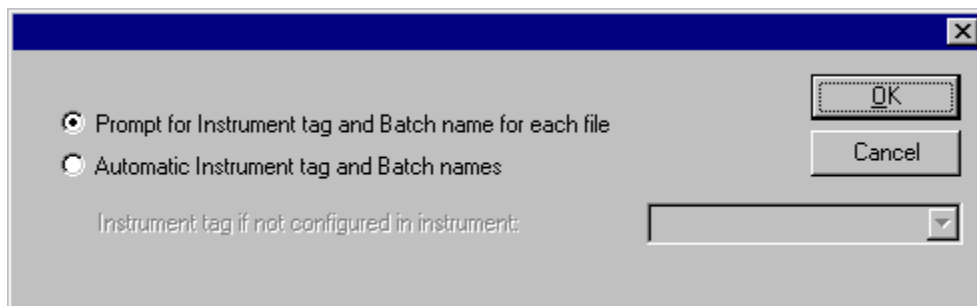 Prompt for Instrument tag and Batch name for each file
Automatic Instrument tag and Batch names
Instrument tag if not configured in instrument:
OK
Cancel